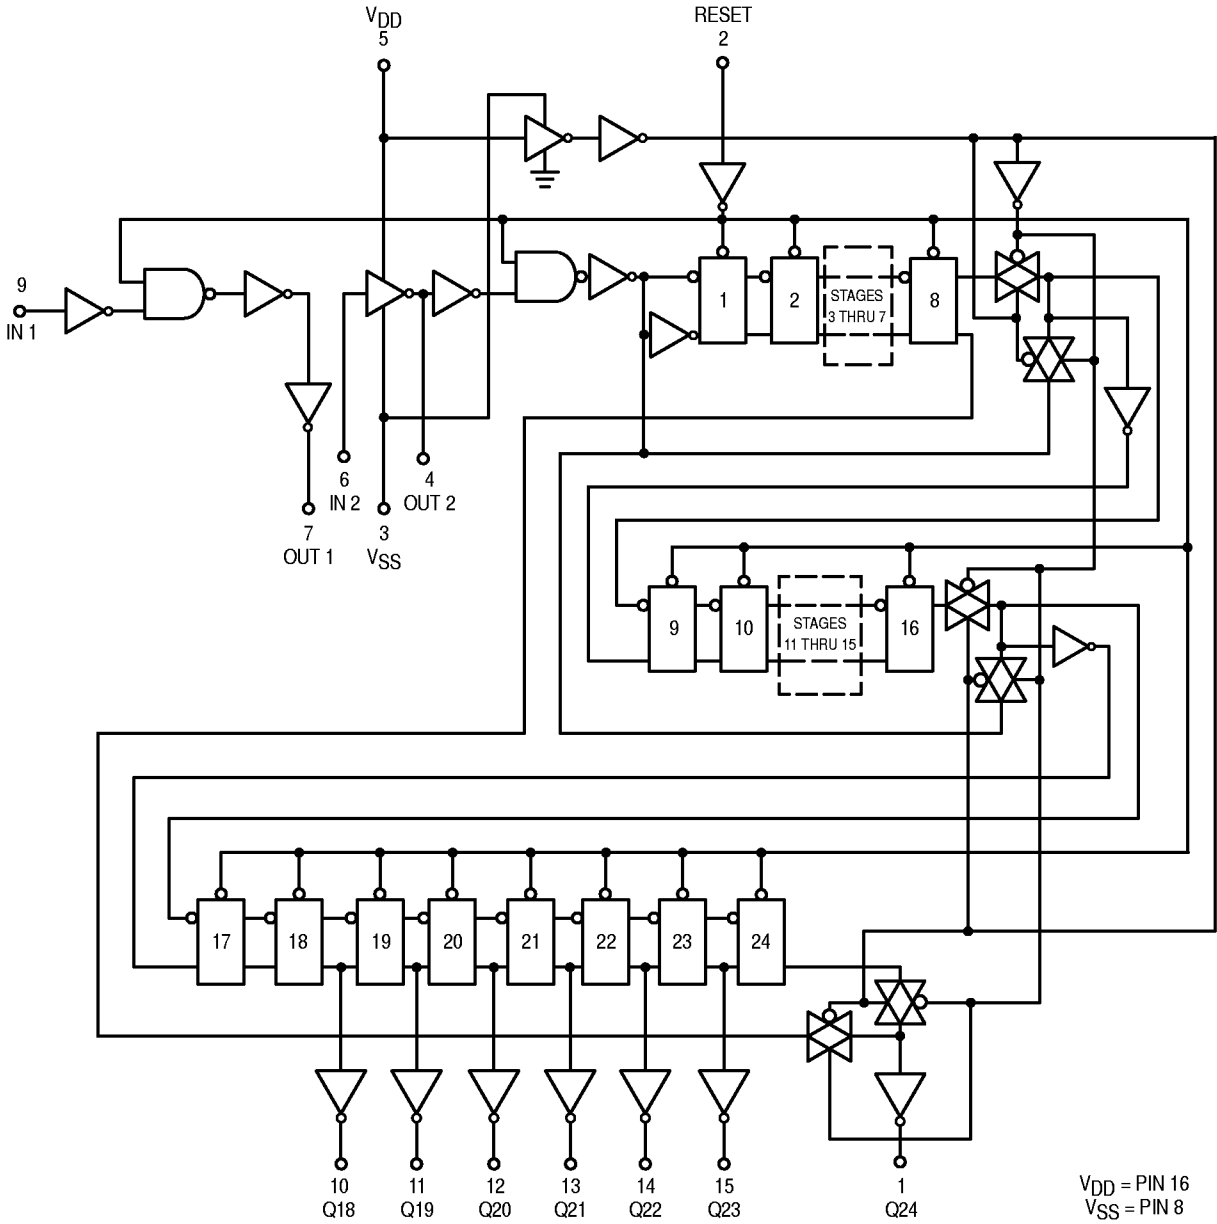 VDD
5
RESET
2
9
IN 1
1
2
STAGES
3 THRU 7
8
6
IN 2
4
OUT 2
7
OUT 1
3
VSS
9
10
STAGES
11 THRU 15
16
17
18
19
20
21
22
23
24
10
Q18
11
Q19
12
Q20
13
Q21
14
Q22
15
Q23
1
Q24
VDD = PIN 16
VSS = PIN 8